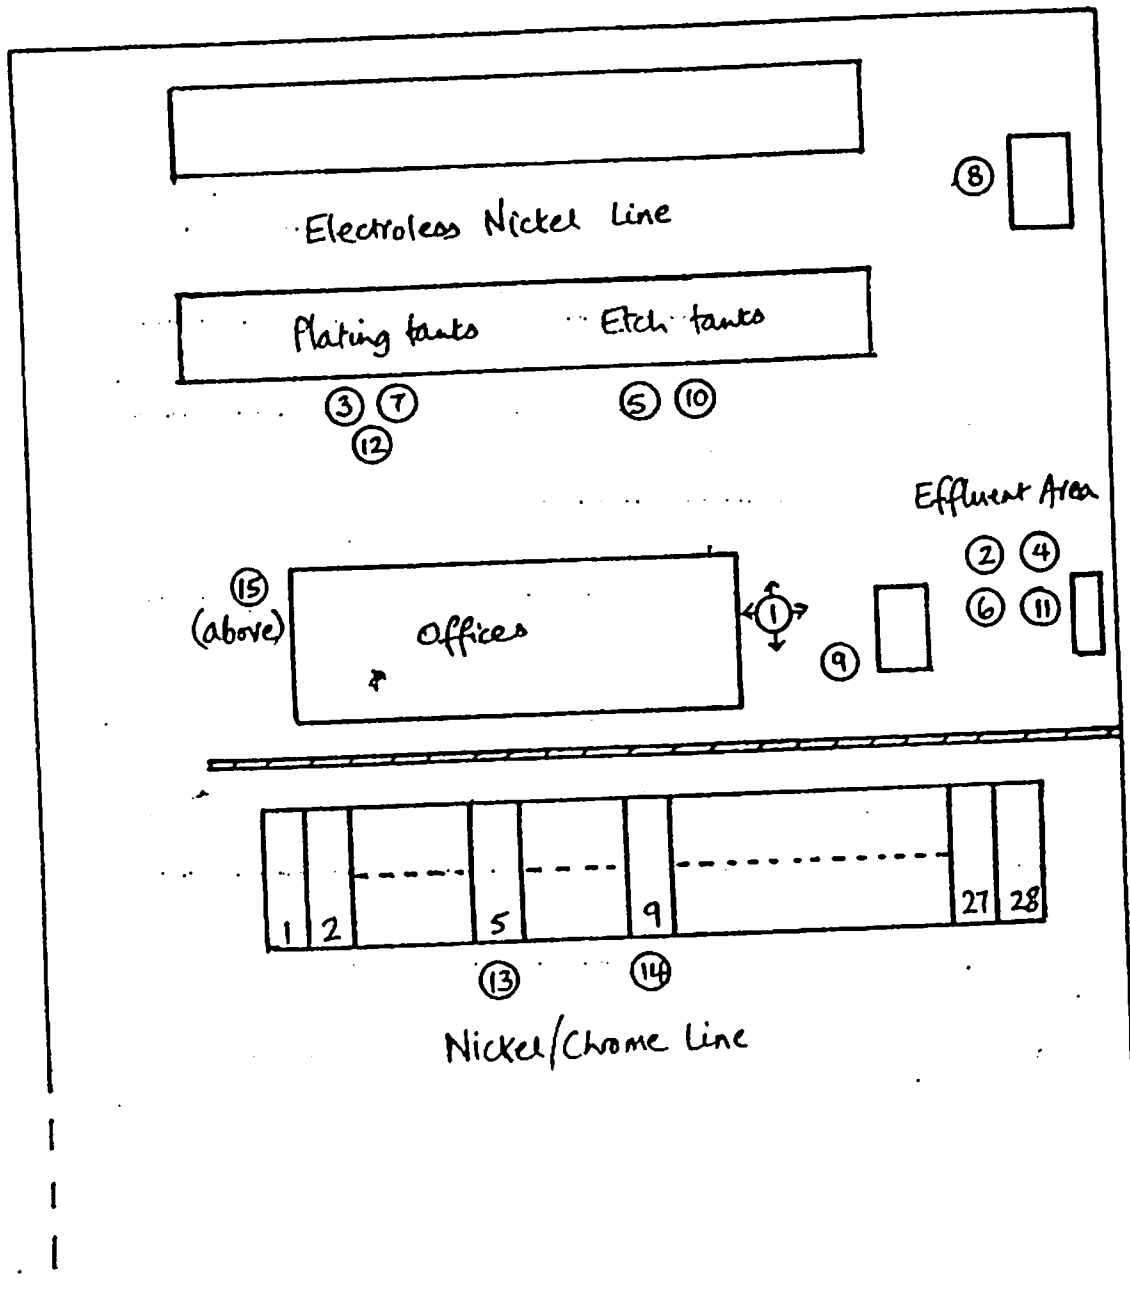 ⑧
Electroless Nickel Line
Plating tanks Etch tanks
③ ⑦ ⑤ ⑩
⑫
Effluent Area
② ④
⑮ ① ⑥ ⑪
(above) Offices
⑨
1 2 5 9 27 28
⑬ ⑭
Nickel/Chrome Line